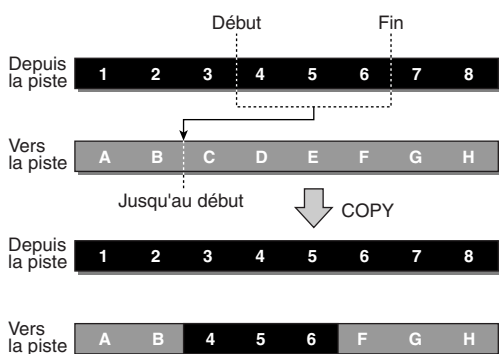 Début Fin
Depuis
la piste 1 2 3 4 5 6 7 8
Vers
la piste A B C D E F G H
Jusqu'au début
COPY
Depuis
la piste 1 2 3 4 5 6 7 8
Vers
la piste A B 4 5 6 F G H